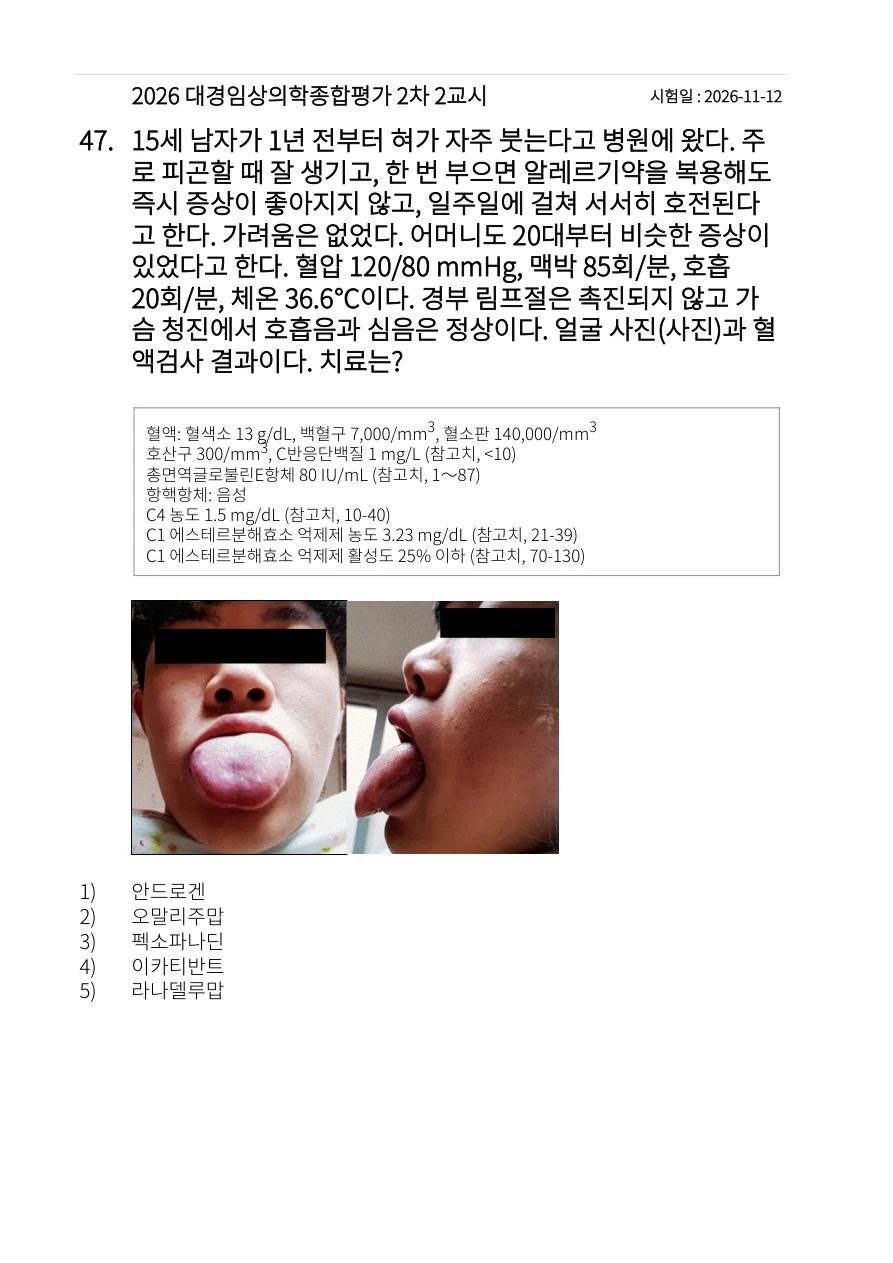 2026 대경임상의학종합평가 2차 2교시
시험일 : 2026-11-12
47. 15세 남자가 1년 전부터 혀가 자주 붓는다고 병원에 왔다. 주
로 피곤할 때 잘 생기고, 한 번 부으면 알레르기약을 복용해도
즉시 증상이 좋아지지 않고, 일주일에 걸쳐 서서히 호전된다
고 한다. 가려움은 없었다. 어머니도 20대부터 비슷한 증상이
있었다고 한다. 혈압 120/80 mmHg, 맥박 85회/분, 호흡
20회/분, 체온 36.6℃이다. 경부 림프절은 촉진되지 않고 가
슴 청진에서 호흡음과 심음은 정상이다. 얼굴 사진(사진)과 혈
액검사 결과이다. 치료는?
혈액: 혈색소 13 g/dL, 백혈구 7,000/mm³, 혈소판 140,000/mm³
호산구 300/mm³, C반응단백질 1 mg/L (참고치, <10)
총면역글로불린E항체 80 IU/mL (참고치, 1～87)
항핵항체: 음성
C4 농도 1.5 mg/dL (참고치, 10-40)
C1 에스테르분해효소 억제제 농도 3.23 mg/dL (참고치, 21-39)
C1 에스테르분해효소 억제제 활성도 25% 이하 (참고치, 70-130)
1) 안드로겐
2) 오말리주맙
3) 펙소파나딘
4) 이카티반트
5) 라나델루맙